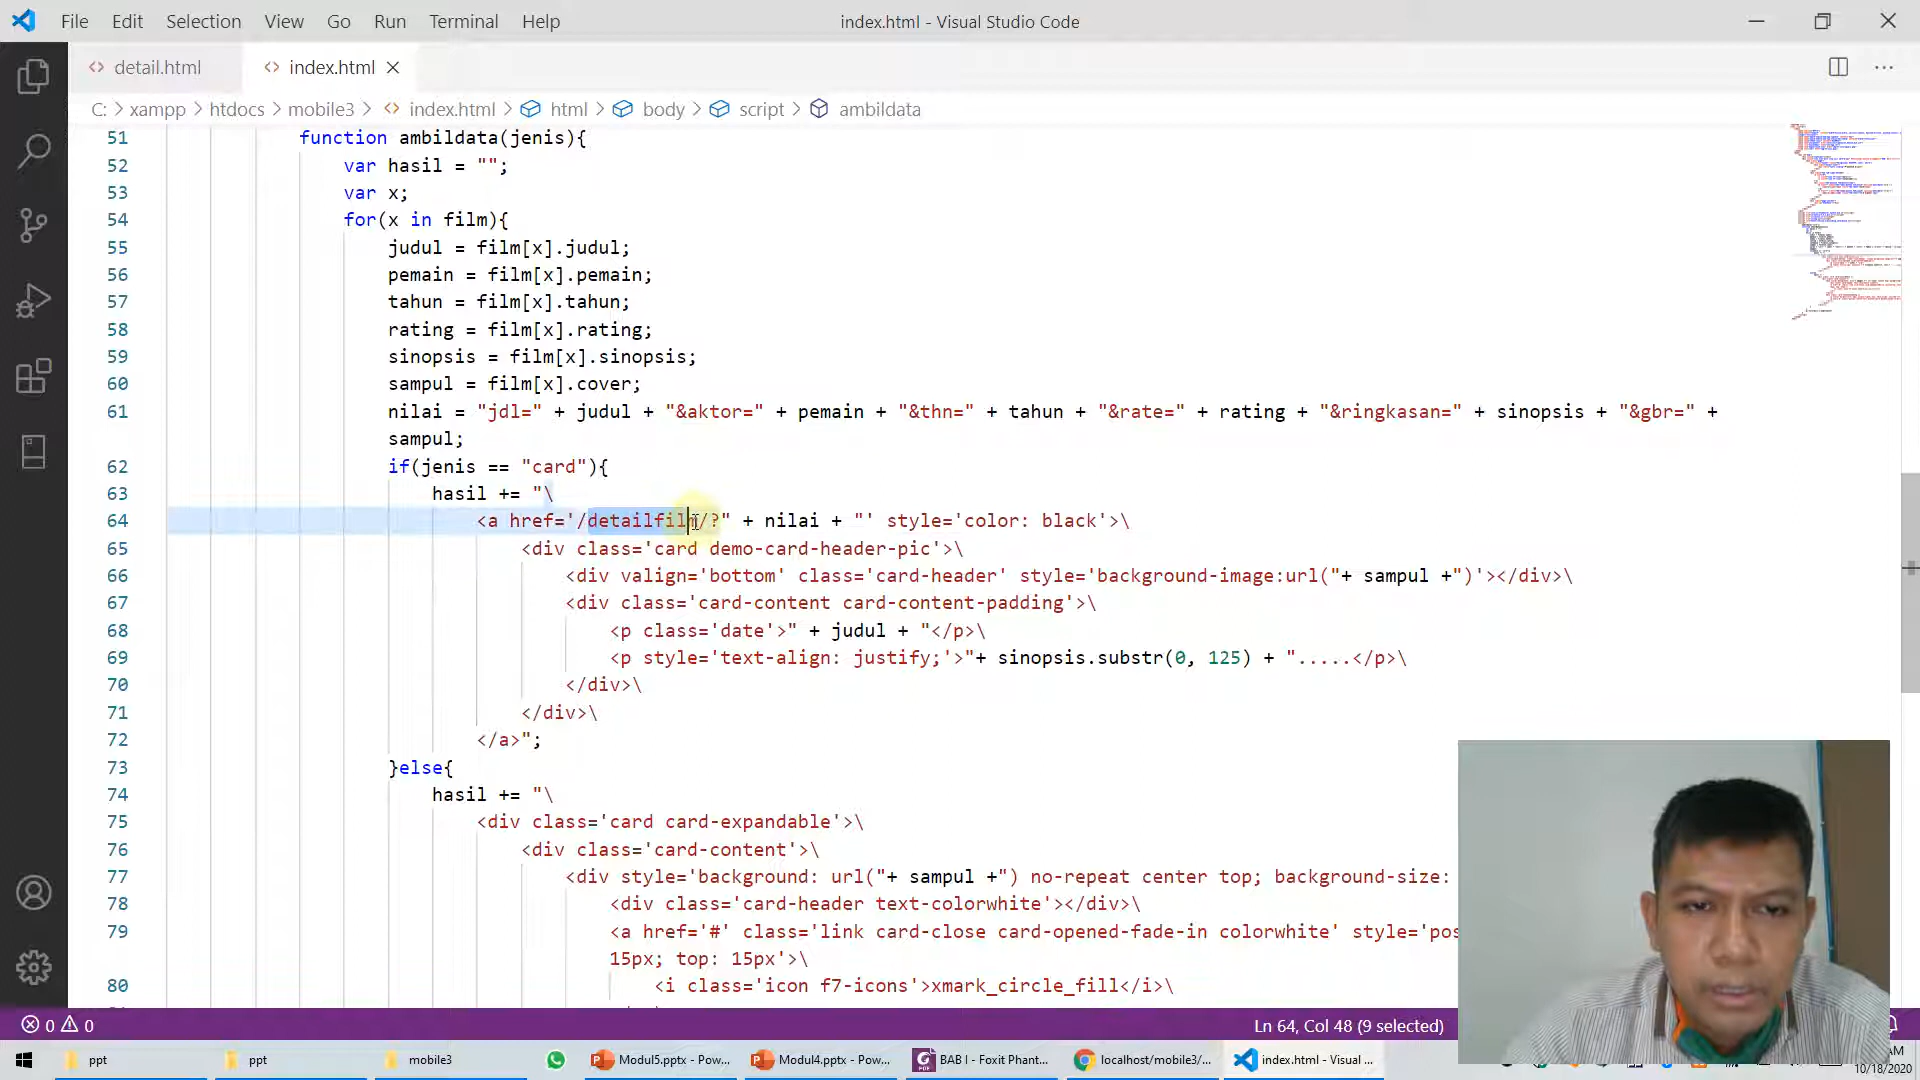 File Edit Selection View Go Run Terminal Help
index.html - Visual Studio Code
detail.html
index.html
C: > xampp > htdocs > mobile3 > index.html > html > body > script > ambildata
51 function ambildata(jenis){
52 var hasil = "";
53 var x;
54 for(x in film){
55 judul = film[x].judul;
56 pemain = film[x].pemain;
57 tahun = film[x].tahun;
58 rating = film[x].rating;
59 sinopsis = film[x].sinopsis;
60 sampul = film[x].cover;
61 nilai = "jdl=" + judul + "&aktor=" + pemain + "&thn=" + tahun + "&rate=" + rating + "&ringkasan=" + sinopsis + "&gbr=" +
sampul;
62 if(jenis == "card"){
63 hasil += "\
64 <a href='/detailfilm/?" + nilai + "' style='color: black'>\
65 <div class='card demo-card-header-pic'>\
66 <div valign='bottom' class='card-header' style='background-image:url("+ sampul +")'></div>\
67 <div class='card-content card-content-padding'>\
68 <p class='date'>" + judul + "</p>\
69 <p style='text-align: justify;'>"+ sinopsis.substr(0, 125) + ".....</p>\
70 </div>\
71 </div>\
72 </a>";
73 }else{
74 hasil += "\
75 <div class='card card-expandable'>\
76 <div class='card-content'>\
77 <div style='background: url("+ sampul +") no-repeat center top; background-size:
78 <div class='card-header text-colorwhite'></div>\
79 <a href='#' class='link card-close card-opened-fade-in colorwhite' style='pos
15px; top: 15px'>\
80 <i class='icon f7-icons'>xmark_circle_fill</i>\
0 0
Ln 64, Col 48 (9 selected)
ppt
ppt
mobile3
Modul5.pptx - Pow...
Modul4.pptx - Pow...
BAB I - Foxit Phant...
localhost/mobile3/...
index.html - Visual ...
10/18/2020